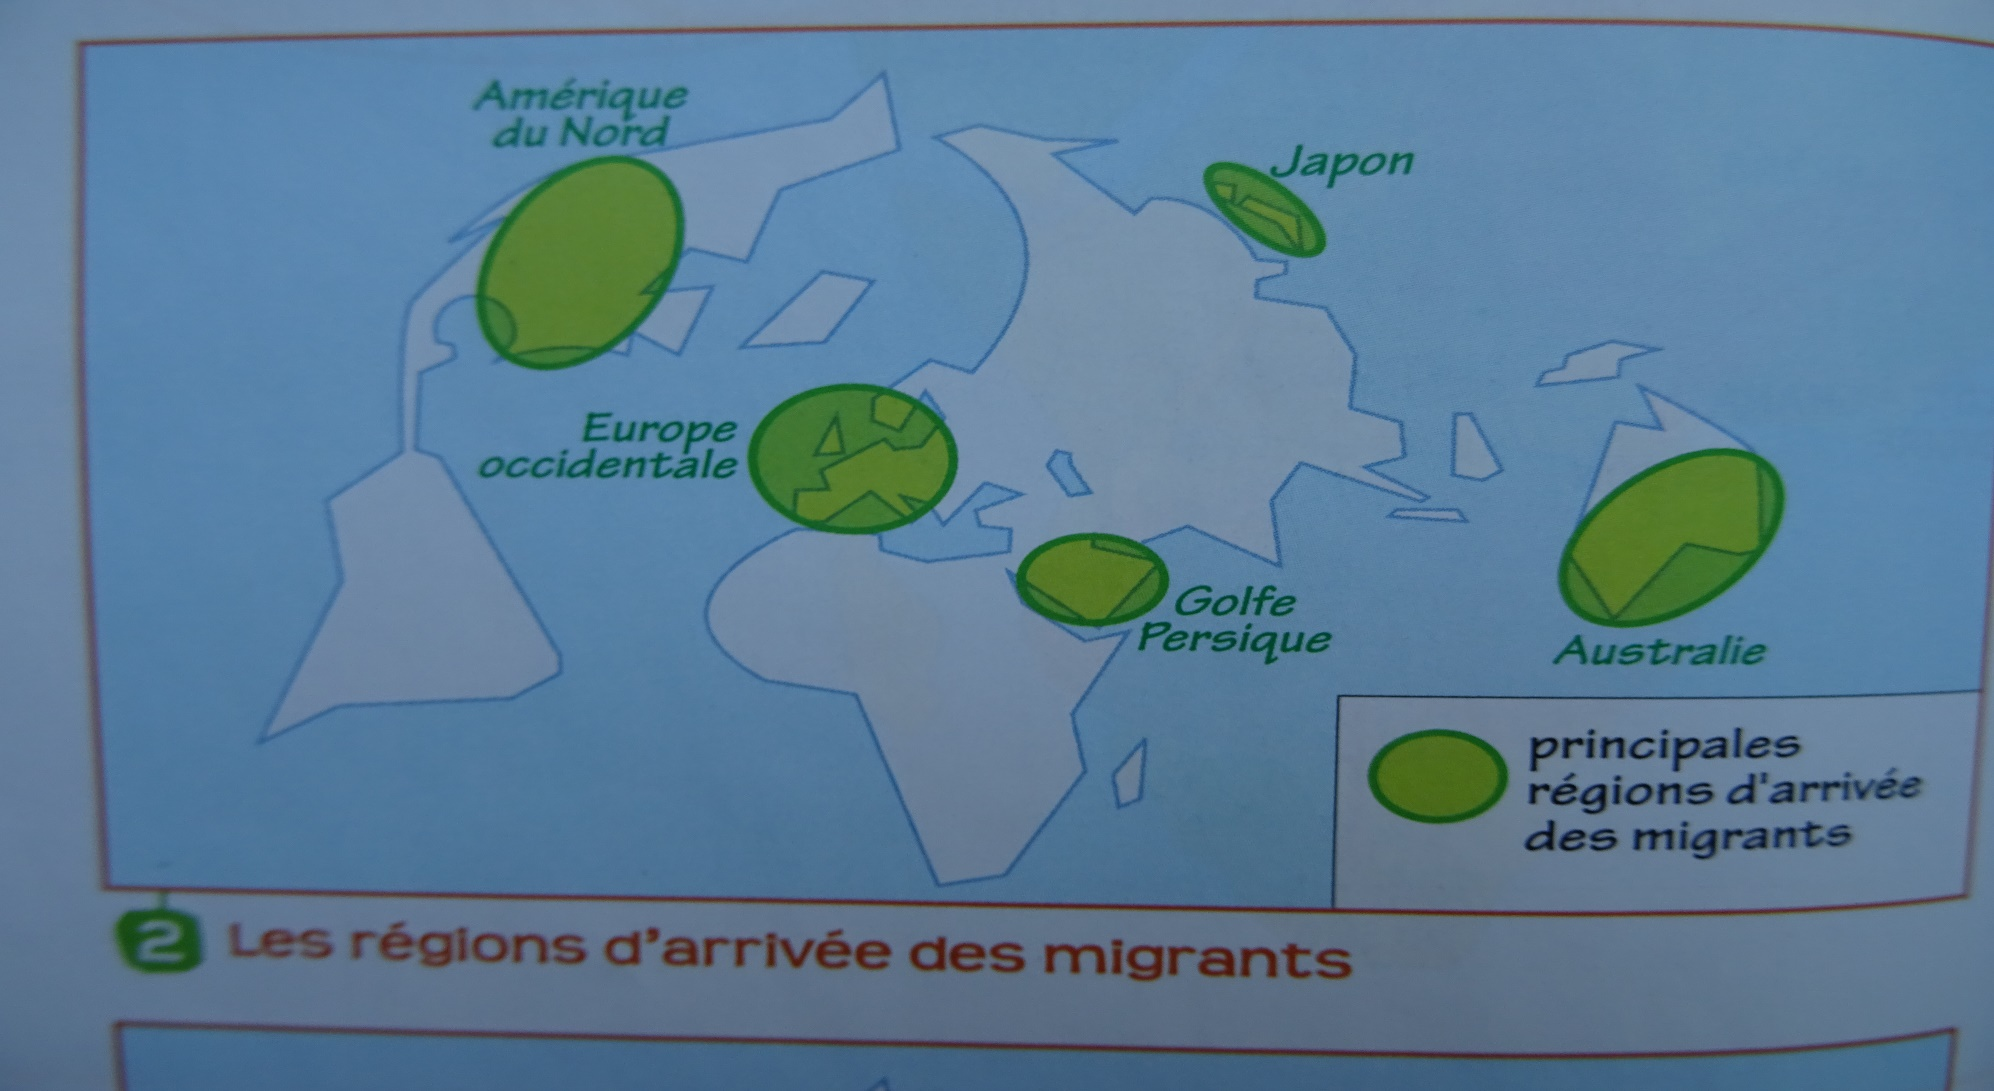 Amérique
du Nord
Japon
Europe
occidentale
Golfe
Persique
Australie
principales
régions d'arrivée
des migrants
2 Les régions d'arrivée des migrants